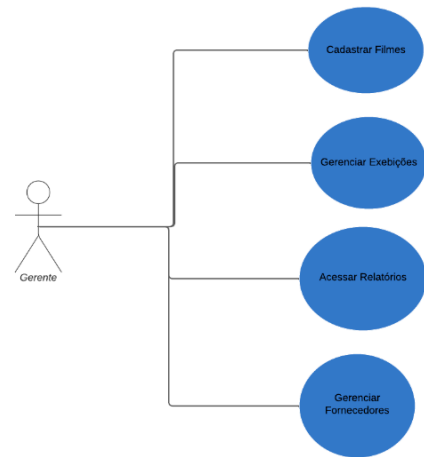 Cadastrar Filmes
Gerenciar Exebições
Gerente
Acessar Relatórios
Gerenciar
Fornecedores